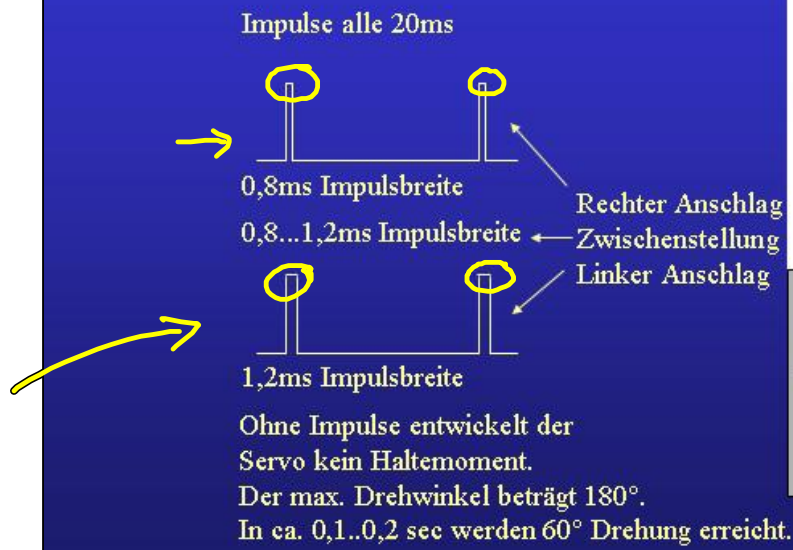 Impulse alle 20ms
0,8ms Impulsbreite
Rechter Anschlag
0,8...1,2ms Impulsbreite
Zwischenstellung
Linker Anschlag
1,2ms Impulsbreite
Ohne Impulse entwickelt der
Servo kein Haltemoment.
Der max. Drehwinkel beträgt 180°.
In ca. 0,1..0,2 sec werden 60° Drehung erreicht.